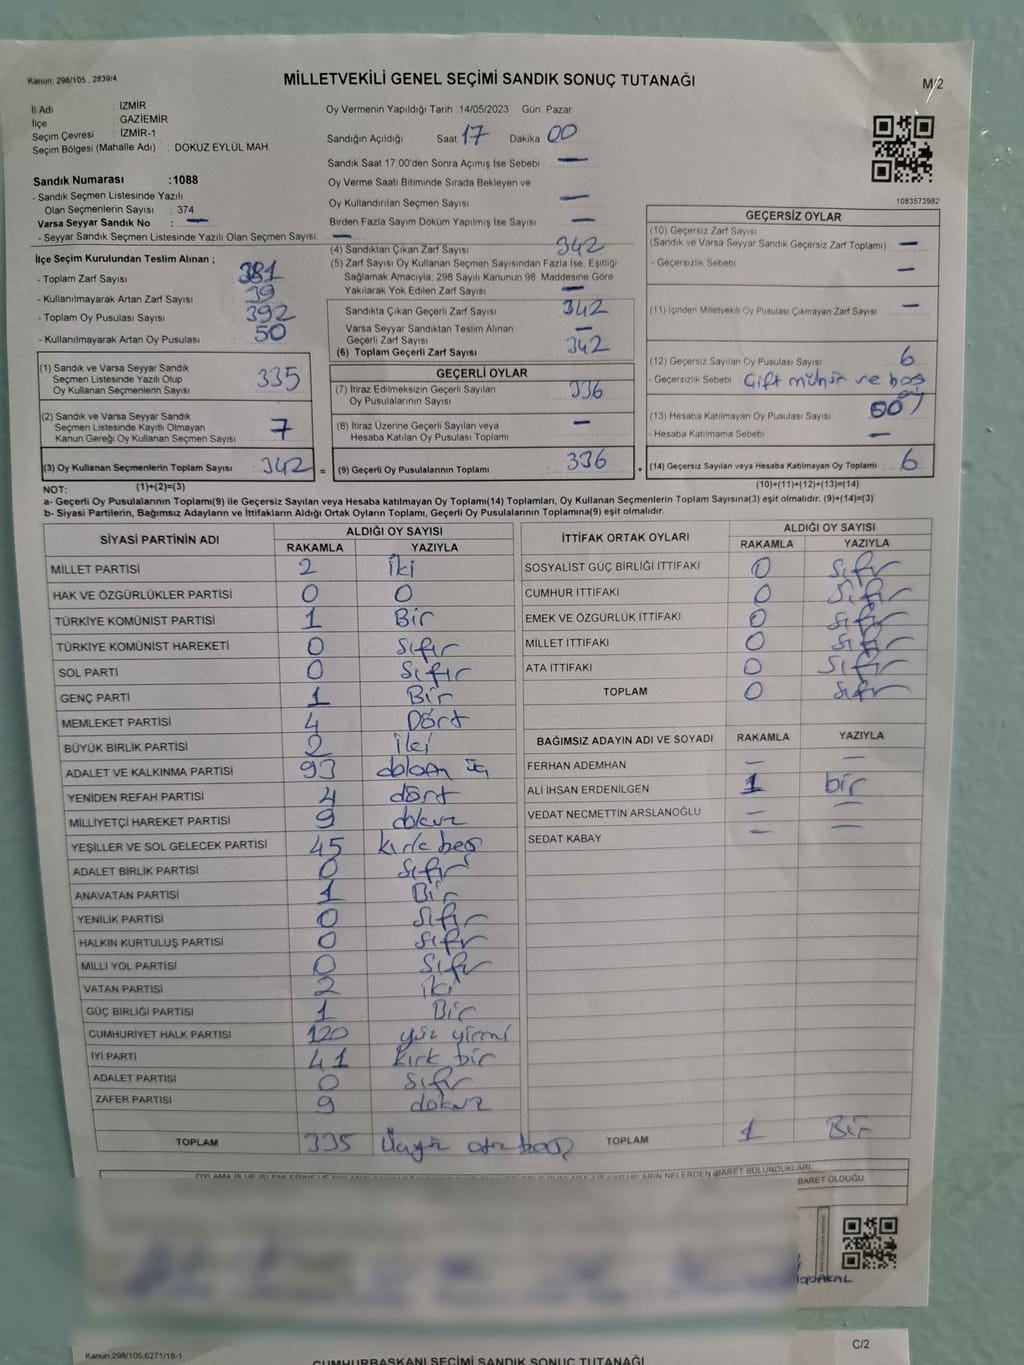 Kanun: 298/105 , 2839/4
MİLLETVEKİLİ GENEL SEÇİMİ SANDIK SONUÇ TUTANAĞI
M/2
İl Adı : İZMİR
İlçe : GAZİEMİR
Seçim Çevresi : İZMİR-1
Seçim Bölgesi (Mahalle Adı) : DOKUZ EYLÜL MAH.
Oy Vermenin Yapıldığı Tarih :14/05/2023 Gün: Pazar
Sandığın Açıldığı Saat: 17 Dakika: 00
Sandık Saat 17.00'den Sonra Açımış İse Sebebi : —
Oy Verme Saati Bitiminde Sırada Bekleyen ve
Oy Kullandırılan Seçmen Sayısı : —
Birden Fazla Sayım Döküm Yapılmış İse Sayısı : —
1083573982
Sandık Numarası :1088
- Sandık Seçmen Listesinde Yazılı
Olan Seçmenlerin Sayısı : 374
Varsa Seyyar Sandık No : —
- Seyyar Sandık Seçmen Listesinde Yazılı Olan Seçmen Sayısı: —
İlçe Seçim Kurulundan Teslim Alınan ;
- Toplam Zarf Sayısı : 381
- Kullanılmayarak Artan Zarf Sayısı : 39
- Toplam Oy Pusulası Sayısı : 392
- Kullanılmayarak Artan Oy Pusulası : 50
(4) Sandıktan Çıkan Zarf Sayısı : 342
(5) Zarf Sayısı Oy Kullanan Seçmen Sayısından Fazla İse, Eşitliği
Sağlamak Amacıyla; 298 Sayılı Kanunun 98. Maddesine Göre
Yakılarak Yok Edilen Zarf Sayısı : —
Sandıkta Çıkan Geçerli Zarf Sayısı : 342
Varsa Seyyar Sandıktan Teslim Alınan
Geçerli Zarf Sayısı : —
(6) Toplam Geçerli Zarf Sayısı : 342
GEÇERSİZ OYLAR
(10) Geçersiz Zarf Sayısı
(Sandık ve Varsa Seyyar Sandık Geçersiz Zarf Toplamı) : —
- Geçersizlik Sebebi : —
(11) İçinden Milletvekili Oy Pusulası Çıkmayan Zarf Sayısı : —
(12) Geçersiz Sayılan Oy Pusulası Sayısı : 6
- Geçersizlik Sebebi : Çift mühür ve boş oy
(13) Hesaba Katılmayan Oy Pusulası Sayısı :
- Hesaba Katılmama Sebebi : —
(14) Geçersiz Sayılan veya Hesaba Katılmayan Oy Toplamı : 6
(10)+(11)+(12)+(13)=(14)
(1) Sandık ve Varsa Seyyar Sandık
Seçmen Listesinde Yazılı Olup
Oy Kullanan Seçmenlerin Sayısı : 335
(2) Sandık ve Varsa Seyyar Sandık
Seçmen Listesinde Kayıtlı Olmayan
Kanun Gereği Oy Kullanan Seçmen Sayısı : 7
(3) Oy Kullanan Seçmenlerin Toplam Sayısı : 342 =
(1)+(2)=(3)
GEÇERLİ OYLAR
(7) İtiraz Edilmeksizin Geçerli Sayılan
Oy Pusulalarının Sayısı : 336
(8) İtiraz Üzerine Geçerli Sayılan veya
Hesaba Katılan Oy Pusulası Toplamı : —
(9) Geçerli Oy Pusulalarının Toplamı : 336 +
NOT:
a- Geçerli Oy Pusulalarının Toplamı(9) ile Geçersiz Sayılan veya Hesaba katılmayan Oy Toplamı(14) Toplamları, Oy Kullanan Seçmenlerin Toplam Sayısına(3) eşit olmalıdır. (9)+(14)=(3)
b- Siyasi Partilerin, Bağımsız Adayların ve İttifakların Aldığı Ortak Oyların Toplamı, Geçerli Oy Pusulalarının Toplamına(9) eşit olmalıdır.
SİYASİ PARTİNİN ADI ALDIĞI OY SAYISI
RAKAMLA YAZIYLA
MİLLET PARTİSİ 2 iki
HAK VE ÖZGÜRLÜKLER PARTİSİ 0 0
TÜRKİYE KOMÜNİST PARTİSİ 1 Bir
TÜRKİYE KOMÜNİST HAREKETİ 0 sıfır
SOL PARTİ 0 sıfır
GENÇ PARTİ 1 Bir
MEMLEKET PARTİSİ 4 Dört
BÜYÜK BİRLİK PARTİSİ 2 iki
ADALET VE KALKINMA PARTİSİ 93 doksan üç
YENİDEN REFAH PARTİSİ 4 dört
MİLLİYETÇİ HAREKET PARTİSİ 9 dokuz
YEŞİLLER VE SOL GELECEK PARTİSİ 45 kırk beş
ADALET BİRLİK PARTİSİ 0 sıfır
ANAVATAN PARTİSİ 1 Bir
YENİLİK PARTİSİ 0 sıfır
HALKIN KURTULUŞ PARTİSİ 0 sıfır
MİLLİ YOL PARTİSİ 0 sıfır
VATAN PARTİSİ 2 iki
GÜÇ BİRLİĞİ PARTİSİ 1 Bir
CUMHURİYET HALK PARTİSİ 120 yüz yirmi
İYİ PARTİ 41 kırk bir
ADALET PARTİSİ 0 sıfır
ZAFER PARTİSİ 9 dokuz
TOPLAM 335 Üçyüz otuz beş
İTTİFAK ORTAK OYLARI ALDIĞI OY SAYISI
RAKAMLA YAZIYLA
SOSYALİST GÜÇ BİRLİĞİ İTTİFAKI 0 sıfır
CUMHUR İTTİFAKI 0 sıfır
EMEK VE ÖZGÜRLÜK İTTİFAKI 0 sıfır
MİLLET İTTİFAKI 0 sıfır
ATA İTTİFAKI 0 sıfır
TOPLAM 0 sıfır
BAĞIMSIZ ADAYIN ADI VE SOYADI RAKAMLA YAZIYLA
FERHAN ADEMHAN — —
ALİ İHSAN ERDENİLGEN 1 bir
VEDAT NECMETTİN ARSLANOĞLU — —
SEDAT KABAY — —
TOPLAM 1 Bir
NELERDEN İBARET BULUNDUKLARI
BARET OLDUĞU
Kanun:298/105,6271/18-1
C/2
CUMHURBAŞKANI SEÇİMİ SANDIK SONUÇ TUTANAĞI